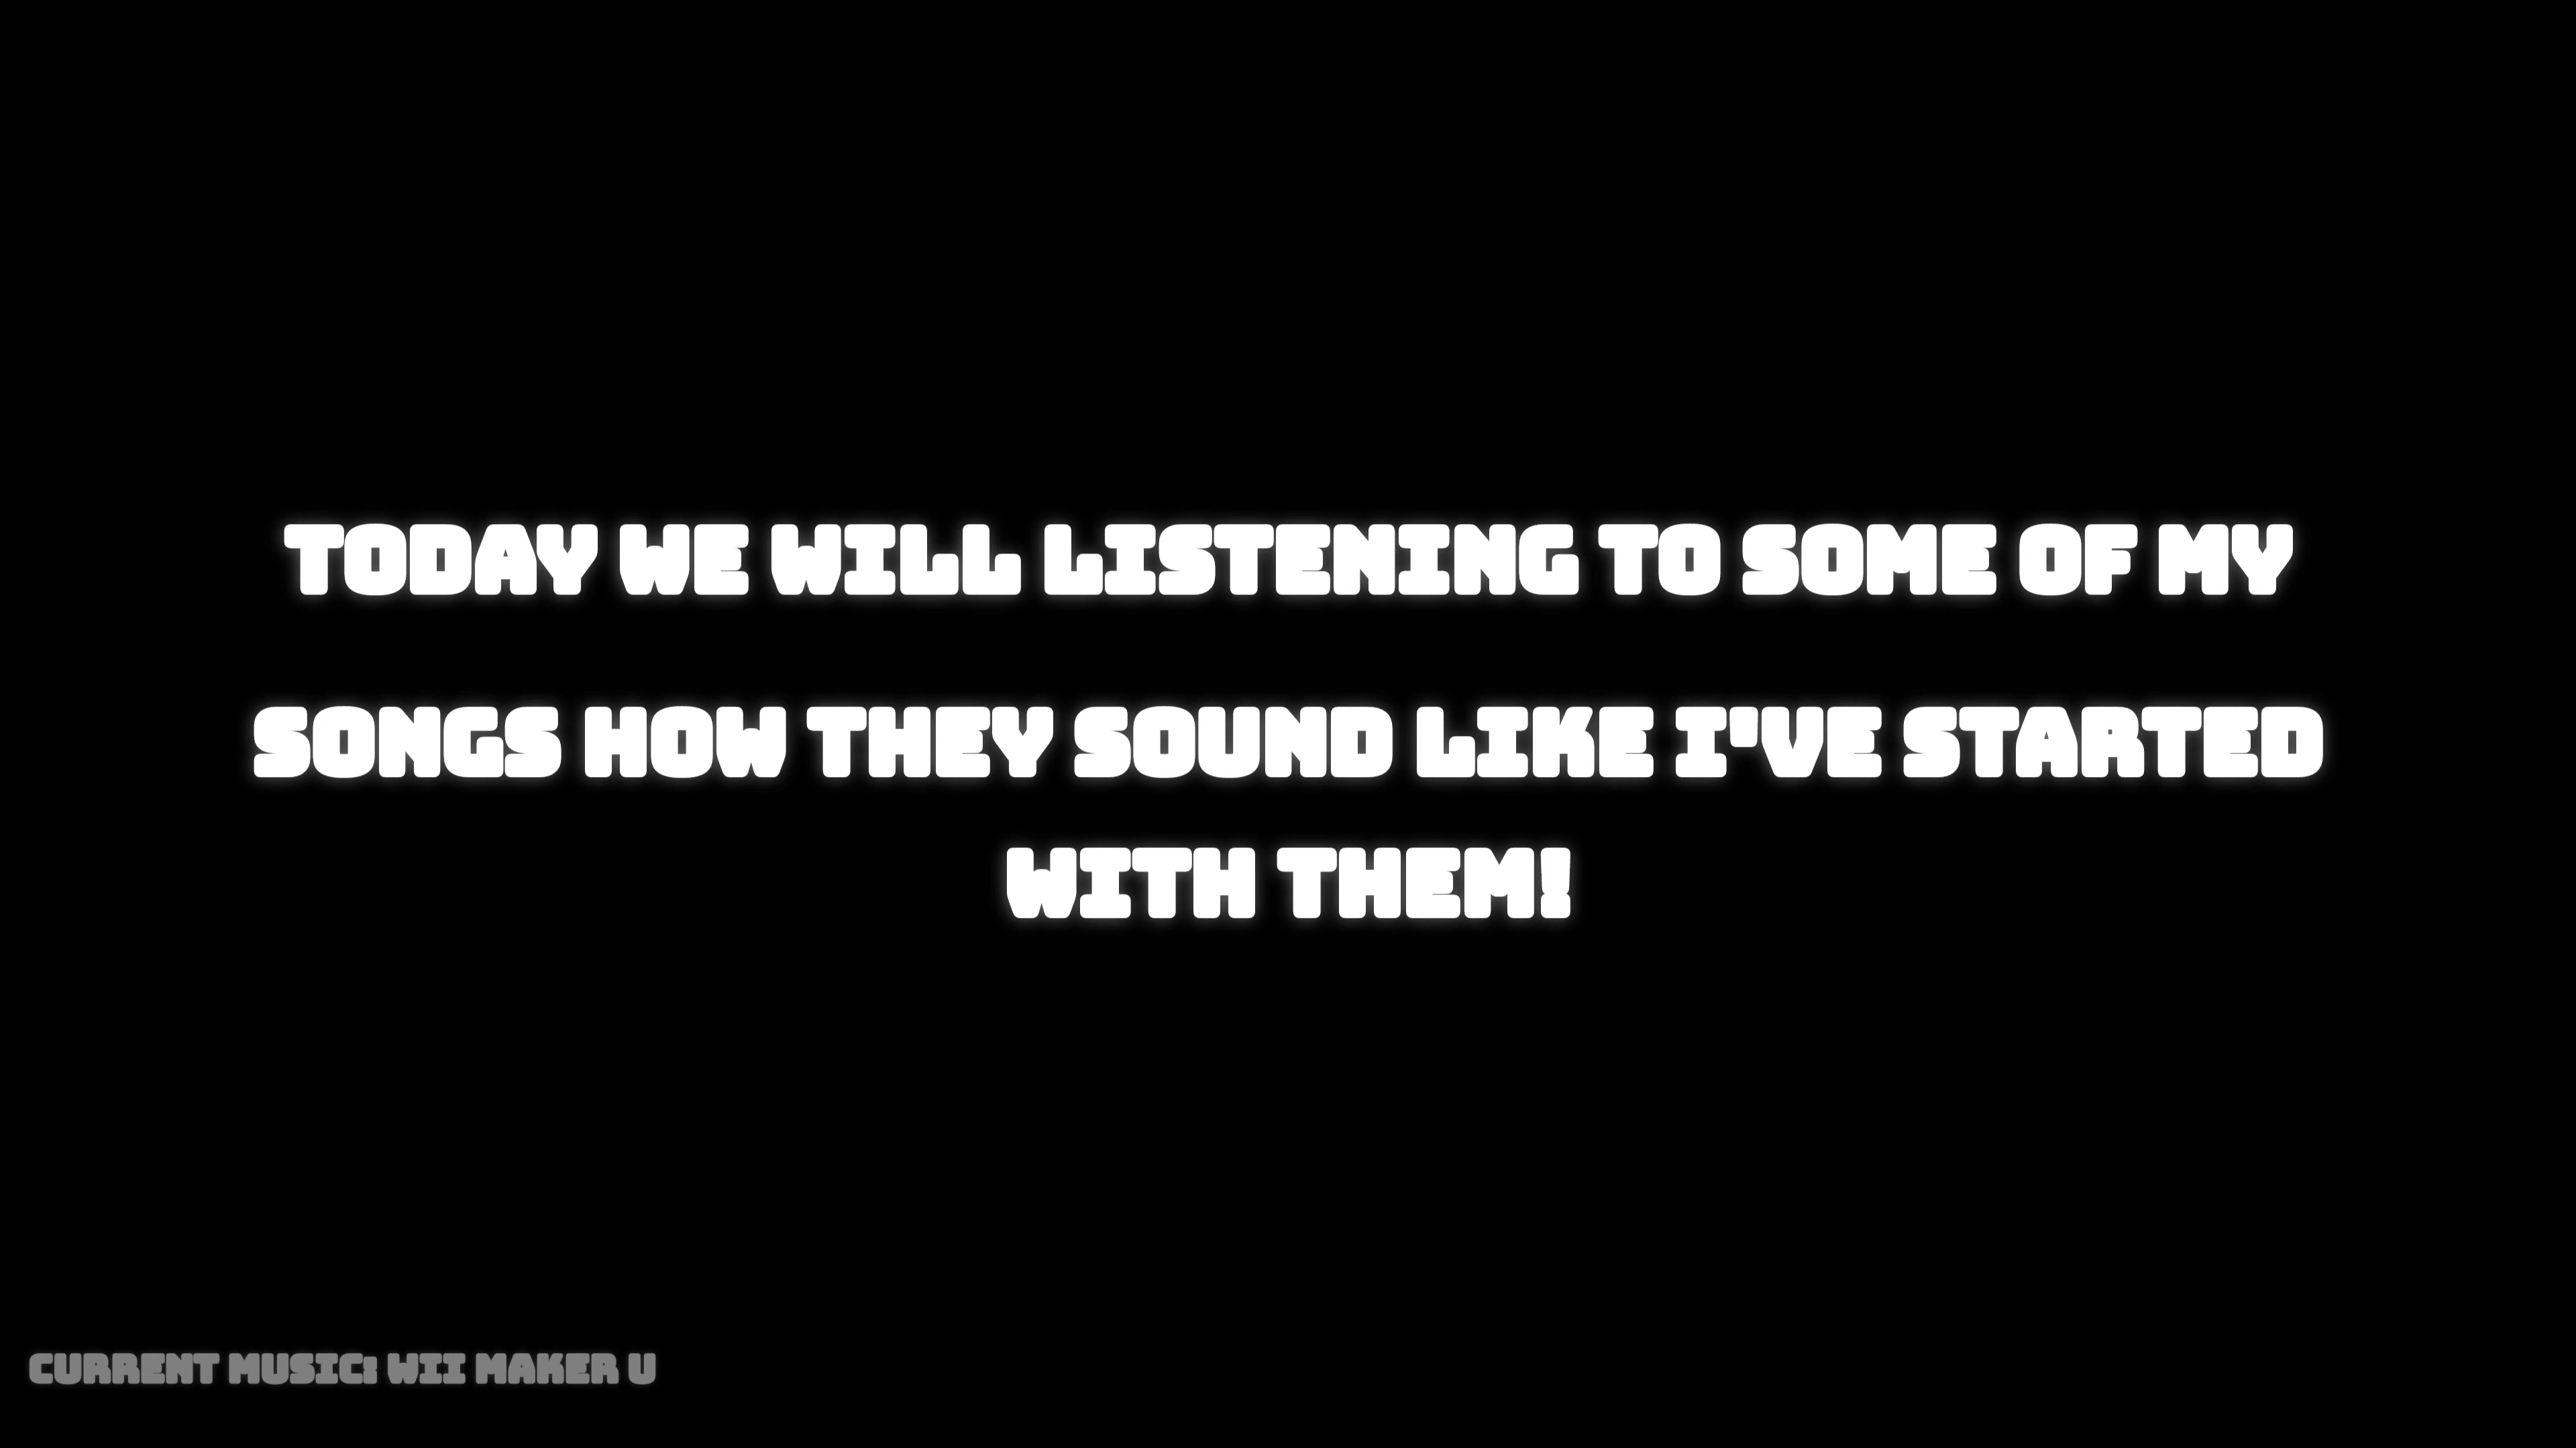 TODAY WE WILL LISTENING TO SOME OF MY
SONGS HOW THEY SOUND LIKE I'VE STARTED
WITH THEM!
CURRENT MUSIC: WII MAKER U